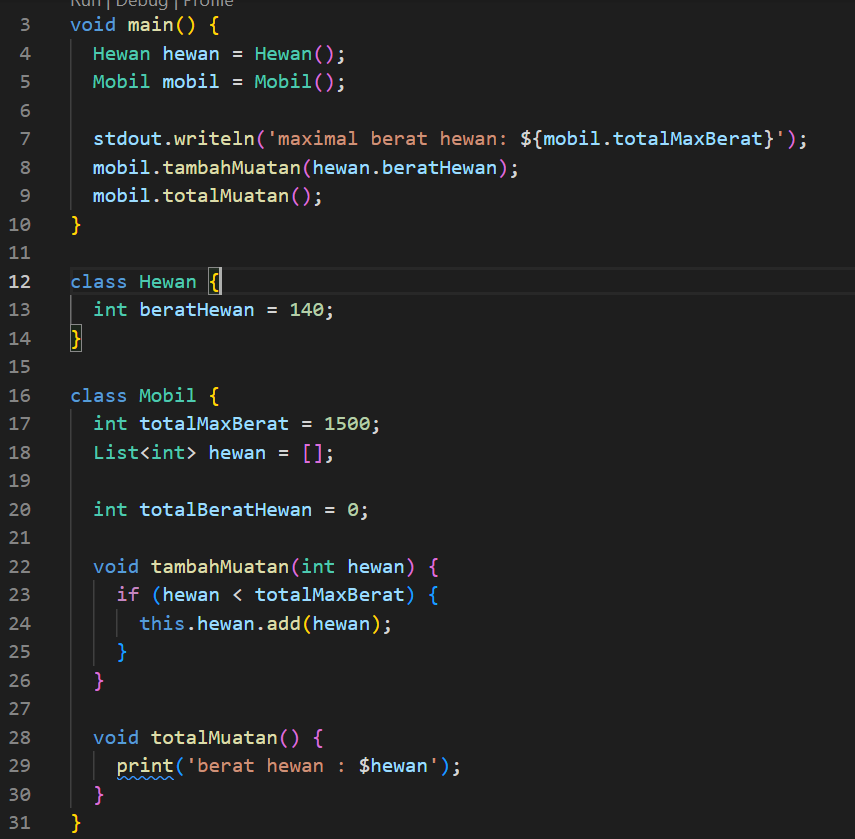 Run | Debug | Profile
3 void main() {
4   Hewan hewan = Hewan();
5   Mobil mobil = Mobil();
6
7   stdout.writeln('maximal berat hewan: ${mobil.totalMaxBerat}');
8   mobil.tambahMuatan(hewan.beratHewan);
9   mobil.totalMuatan();
10 }
11
12 class Hewan {
13   int beratHewan = 140;
14 }
15
16 class Mobil {
17   int totalMaxBerat = 1500;
18   List<int> hewan = [];
19
20   int totalBeratHewan = 0;
21
22   void tambahMuatan(int hewan) {
23     if (hewan < totalMaxBerat) {
24       this.hewan.add(hewan);
25     }
26   }
27
28   void totalMuatan() {
29     print('berat hewan : $hewan');
30   }
31 }